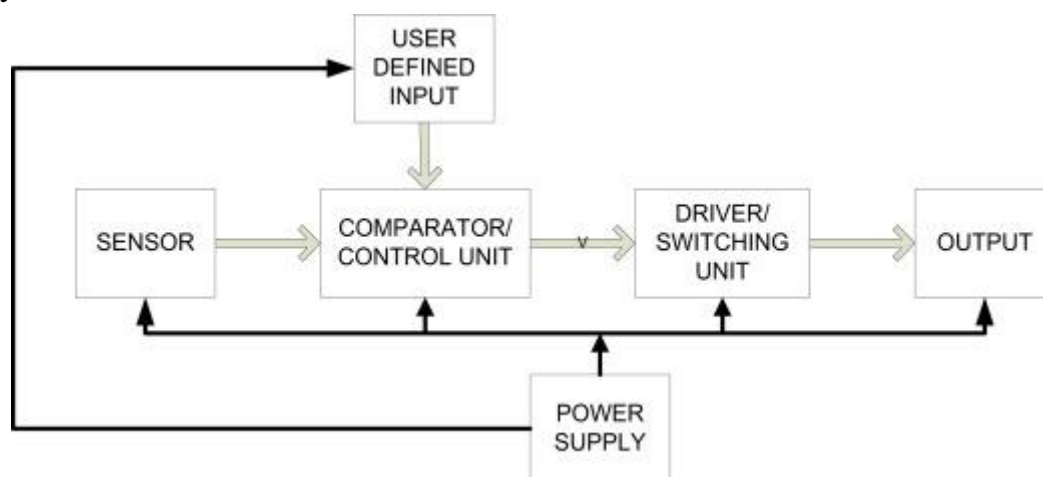 USER
DEFINED
INPUT
SENSOR
COMPARATOR/
CONTROL UNIT
v
DRIVER/
SWITCHING
UNIT
OUTPUT
POWER
SUPPLY